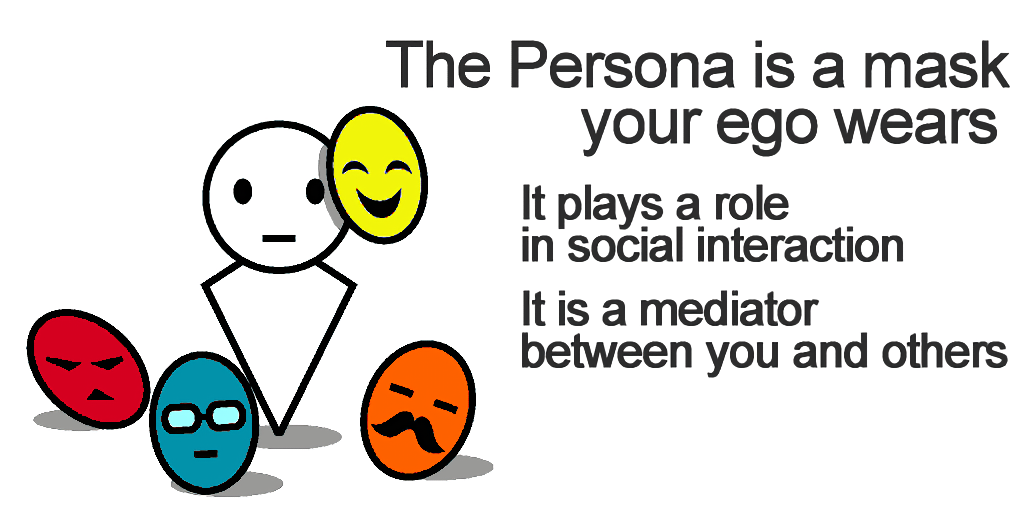 The Persona is a mask
your ego wears
It plays a role
in social interaction
It is a mediator
between you and others